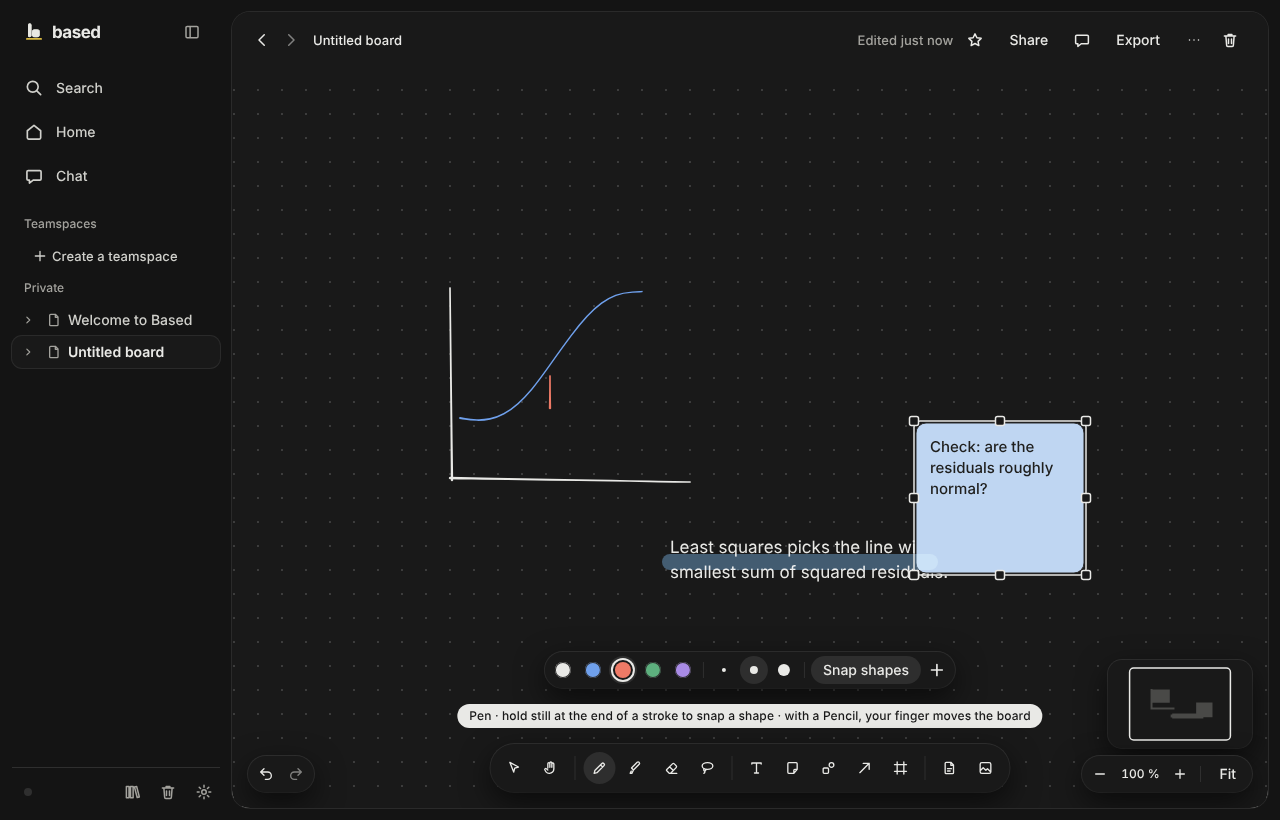 based
Untitled board
Edited just now
Share
Export
Search
Home
Chat
Teamspaces
Create a teamspace
Private
Welcome to Based
Untitled board
Check: are the
residuals roughly
normal?
Least squares picks the line
smallest sum of squared residuals.
Snap shapes
Pen · hold still at the end of a stroke to snap a shape · with a Pencil, your finger moves the board
100 %
Fit